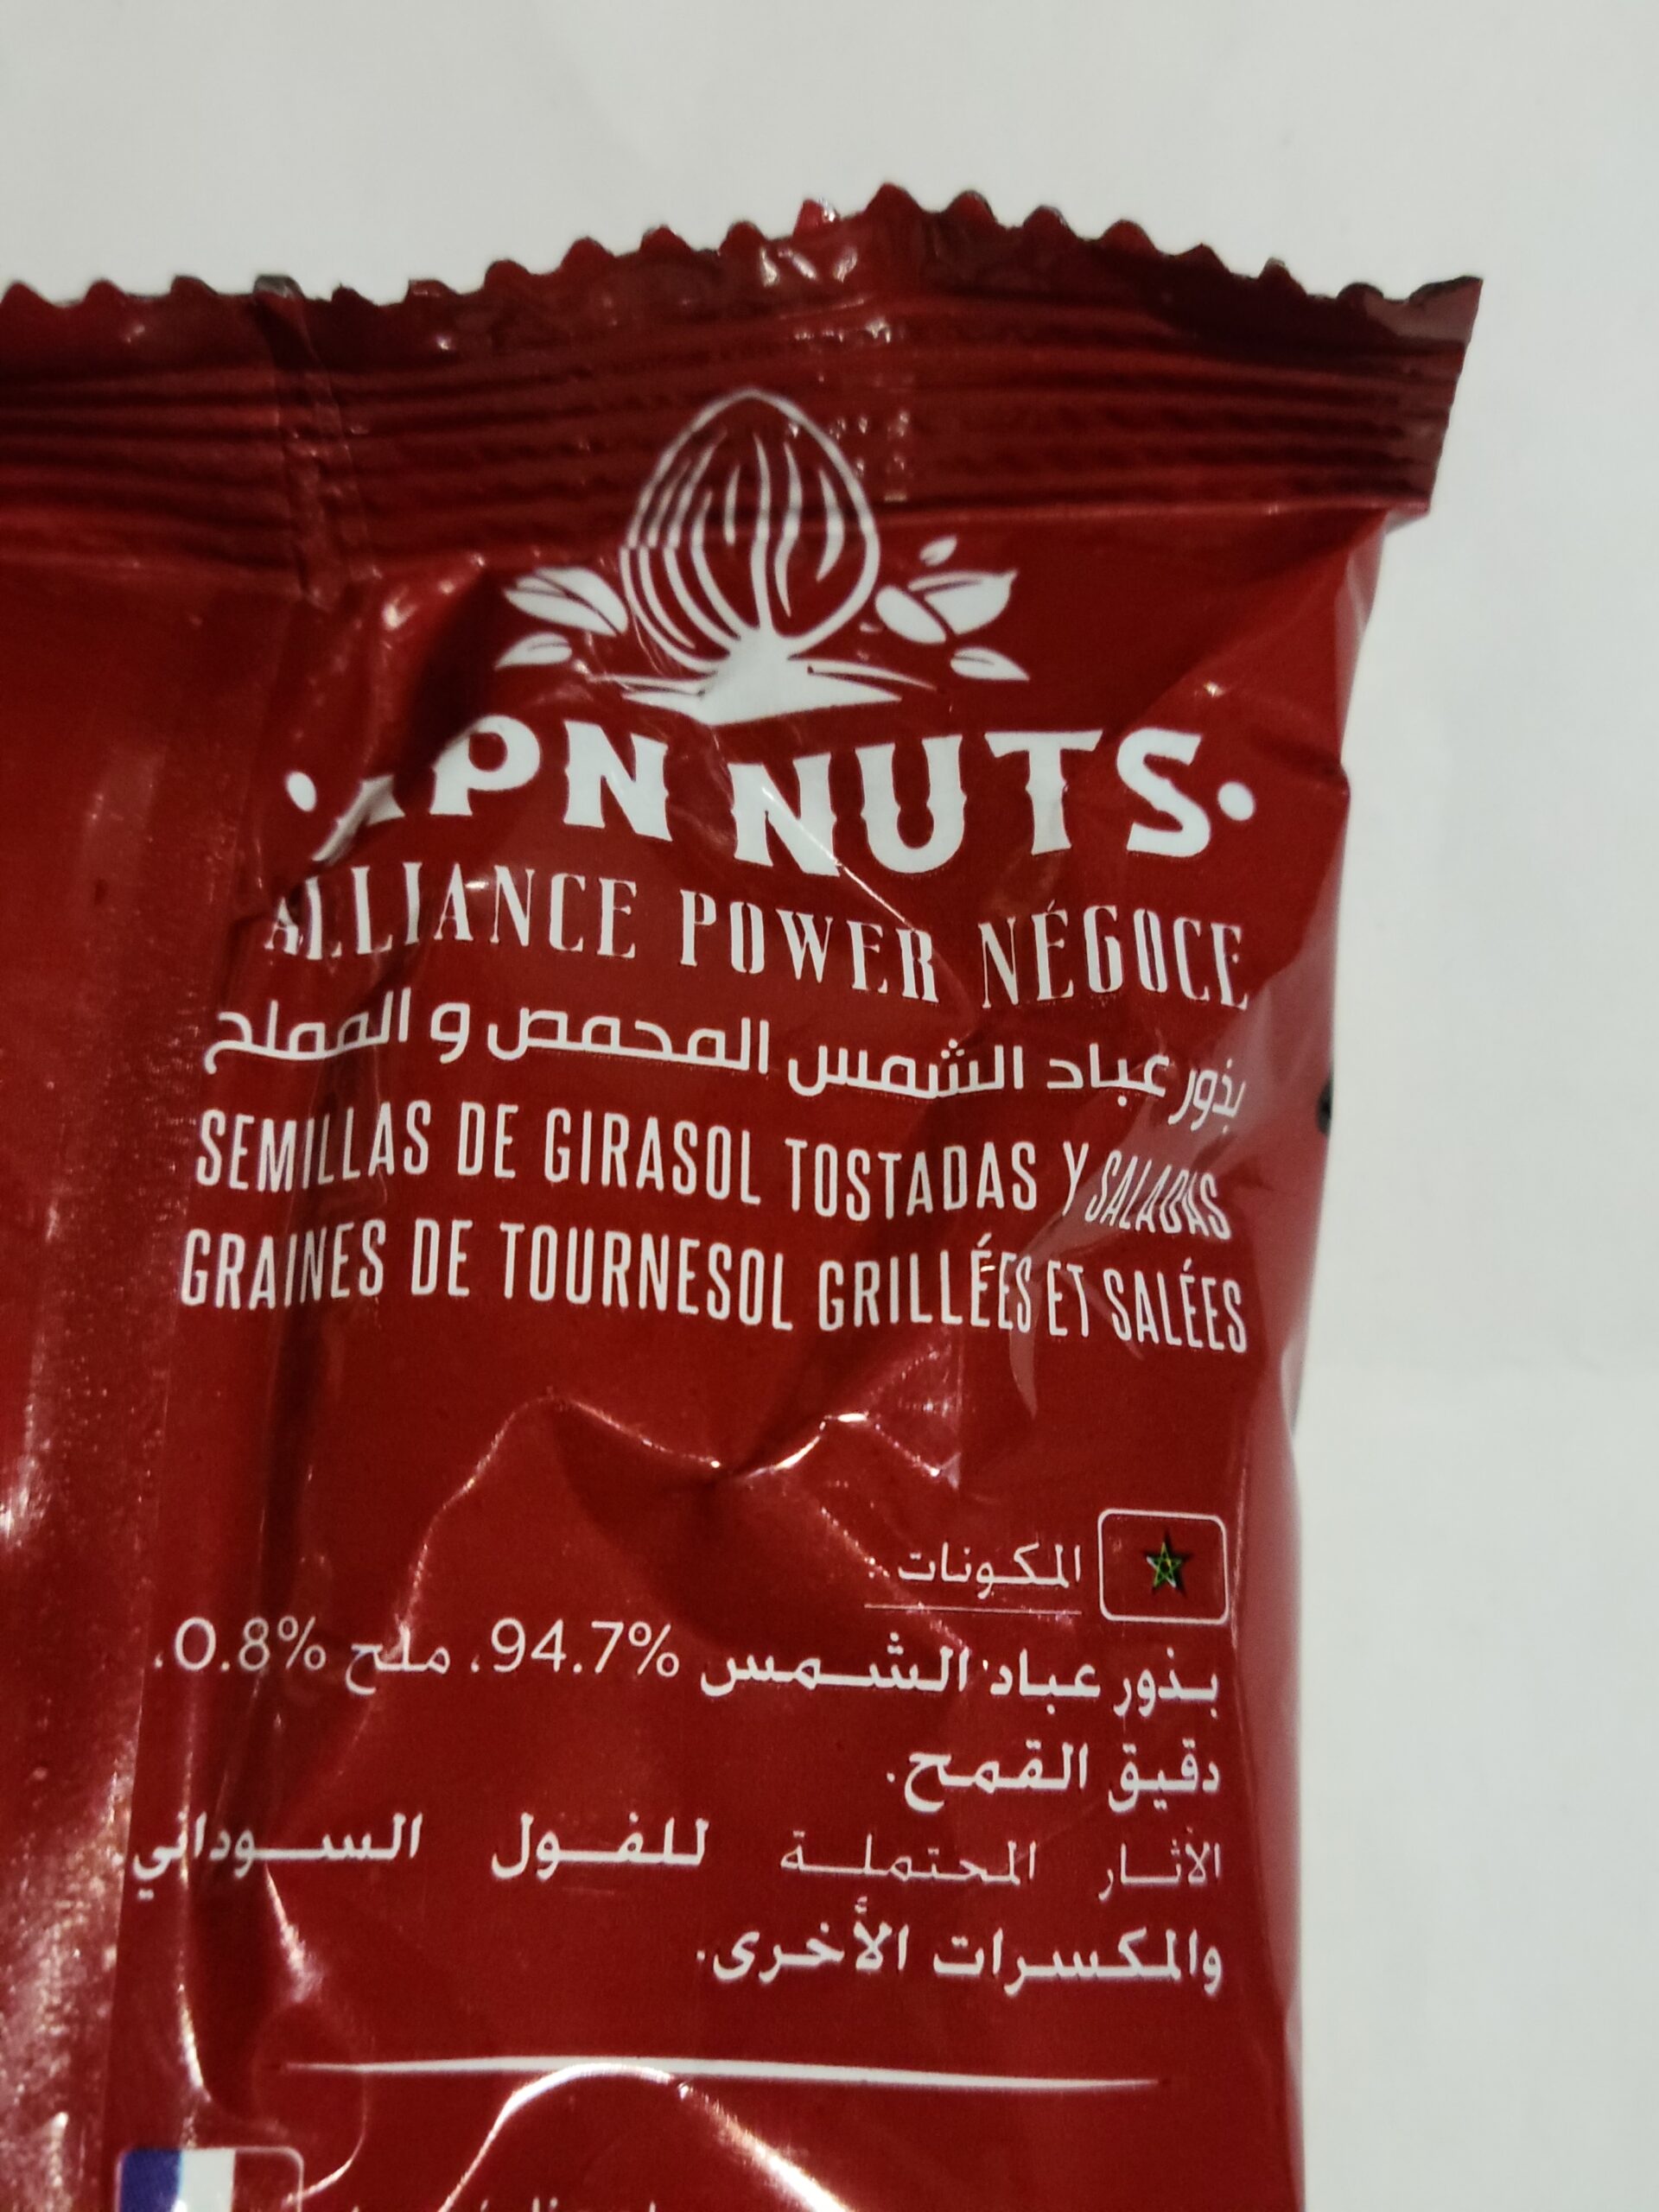 ·APN NUTS·
ALLIANCE POWER NÉGOCE
بذور عباد الشمس المحمص و المملح
SEMILLAS DE GIRASOL TOSTADAS Y SALADAS
GRAINES DE TOURNESOL GRILLÉES ET SALÉES
المكونات :
بذور عباد الشمس %94.7، ملح %0.8،
دقيق القمح.
الآثار المحتملة للفول السوداني
والمكسرات الأخرى.